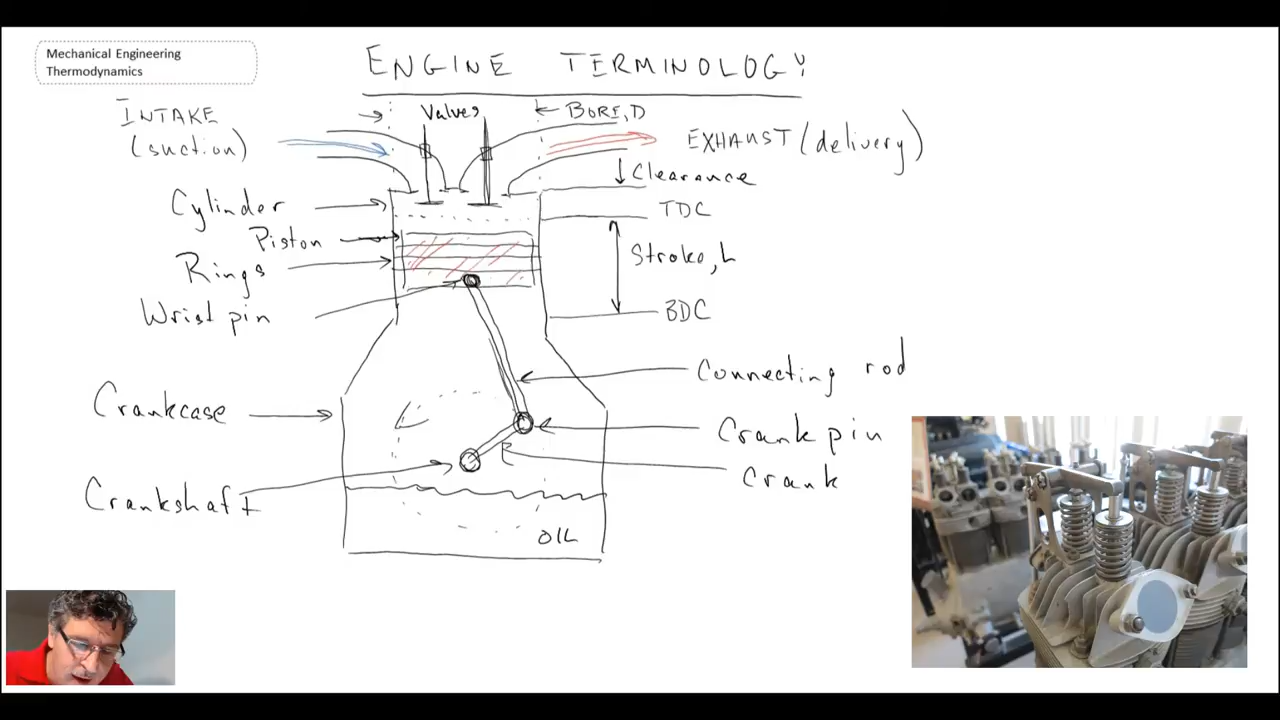 Mechanical Engineering
Thermodynamics
ENGINE TERMINOLOGY
INTAKE
(suction)
Valves
BORE, D
EXHAUST (delivery)
Clearance
Cylinder
TDC
Piston
Stroke, L
Rings
Wrist pin
BDC
Connecting rod
Crankcase
Crank pin
Crank
Crankshaft
OIL